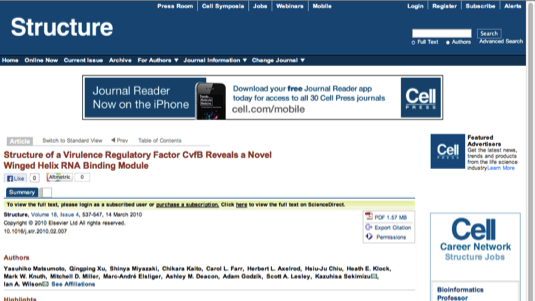 Press Room | Cell Symposia | Jobs | Webinars | Mobile
Login | Register | Subscribe | Alerts
Structure
Search
Full Text Authors Advanced Search
Home Online Now Current Issue Archive For Authors ▼ Journal Information ▼ Change Journal ▼
Journal Reader
Now on the iPhone
Download your free Journal Reader app
today for access to all 30 Cell Press journals
cell.com/mobile
Cell
PRESS
Article Switch to Standard View Prev Table of Contents
Structure of a Virulence Regulatory Factor CvfB Reveals a Novel
Winged Helix RNA Binding Module
Like 0 Altmetric 0
Summary
To view the full text, please login as a subscribed user or purchase a subscription. Click here to view the full text on ScienceDirect.
Structure, Volume 18, Issue 4, 537-547, 14 March 2010
Copyright © 2010 Elsevier Ltd All rights reserved.
10.1016/j.str.2010.02.007
PDF 1.57 MB
Export Citation
Permissions
Authors
Yasuhiko Matsumoto, Qingping Xu, Shinya Miyazaki, Chikara Kaito, Carol L. Farr, Herbert L. Axelrod, Hsiu-Ju Chiu, Heath E. Klock,
Mark W. Knuth, Mitchell D. Miller, Marc-André Elsliger, Ashley M. Deacon, Adam Godzik, Scott A. Lesley, Kazuhisa Sekimizu,
Ian A. Wilson See Affiliations
Highlights
Cell
PRESS
Featured
Advertisers
Get the latest news,
trends and products
from the life science
industry Learn More
Cell
Career Network
Structure Jobs
Bioinformatics
Professor